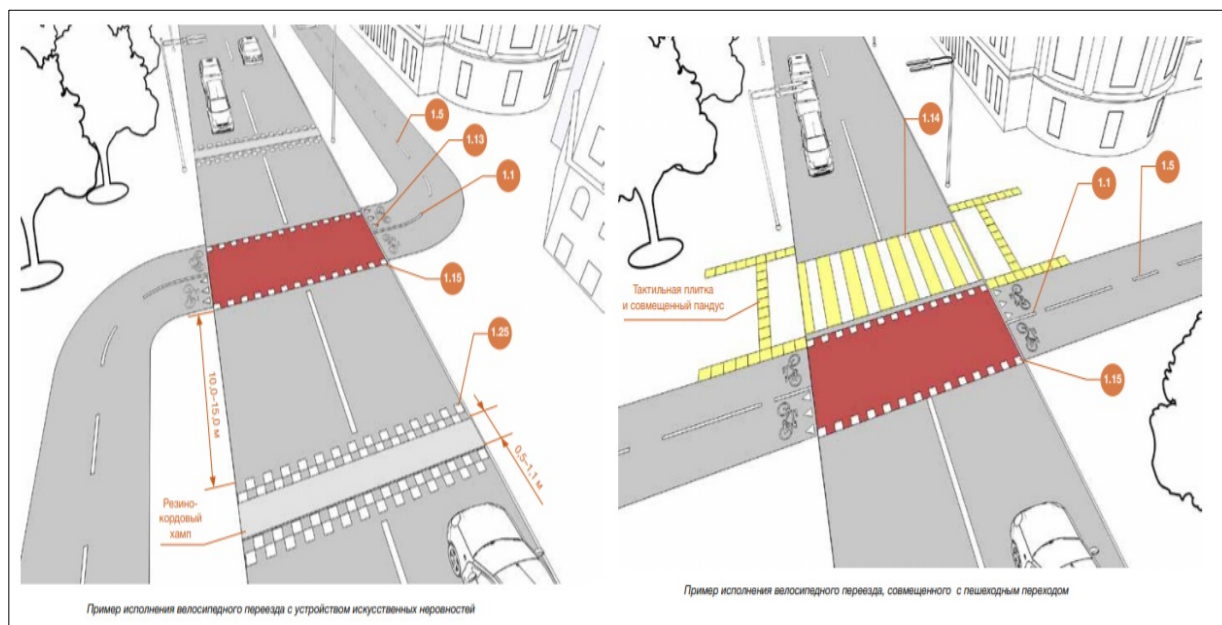 1.5
1.13
1.1
1.15
1.25
10,0–15,0 м
0,5–1,1 м
Резино-
кордовый
хамп
Пример исполнения велосипедного переезда с устройством искусственных неровностей
1.14
1.5
1.1
Тактильная плитка
и совмещенный пандус
1.15
Пример исполнения велосипедного переезда, совмещенного с пешеходным переходом